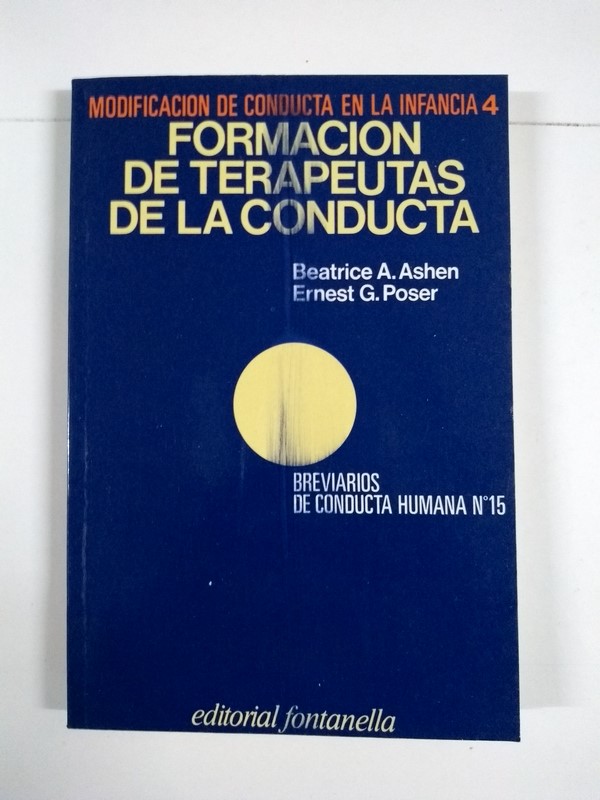 MODIFICACION DE CONDUCTA EN LA INFANCIA 4
FORMACION
DE TERAPEUTAS
DE LA CONDUCTA
Beatrice A. Ashen
Ernest G. Poser
BREVIARIOS
DE CONDUCTA HUMANA N°15
editorial fontanella